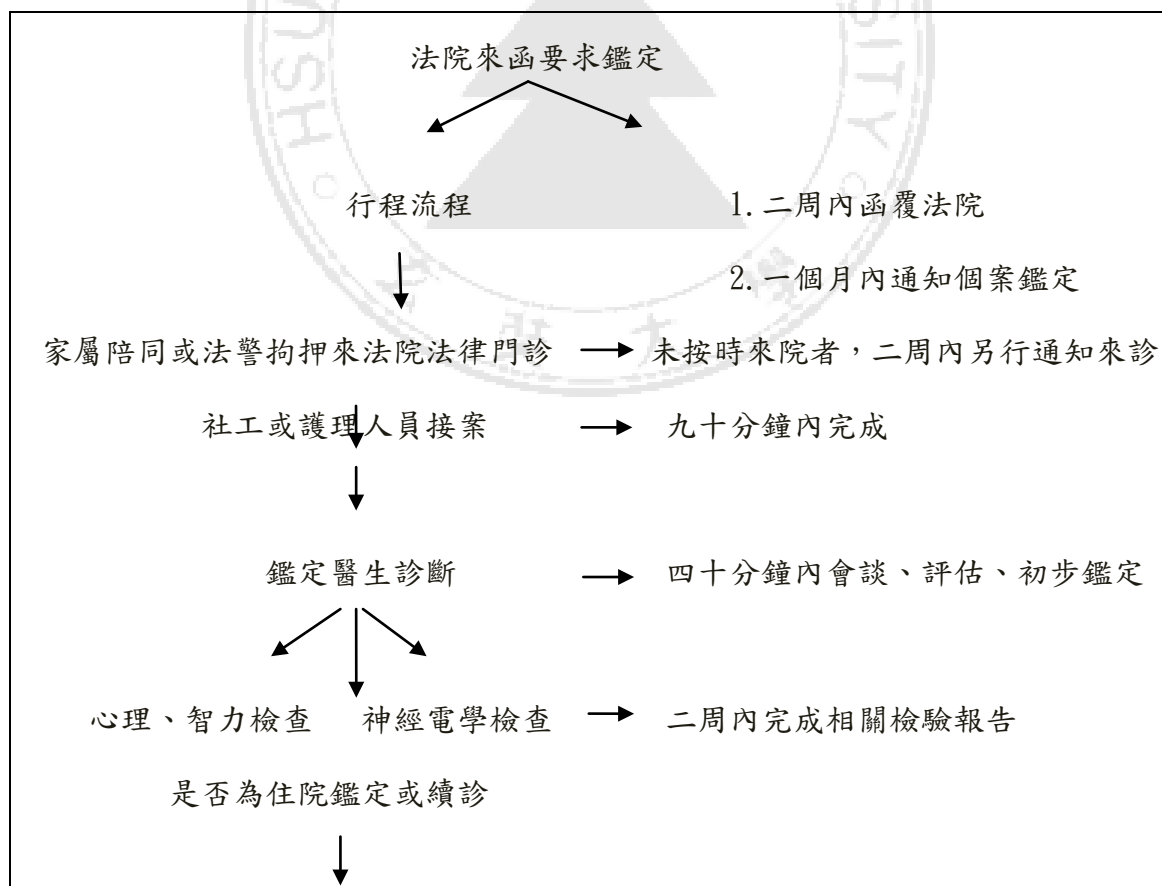 法院來函要求鑑定
行程流程 1.二周內函覆法院
2.一個月內通知個案鑑定
家屬陪同或法警拘押來法院法律門診 未按時來院者，二周內另行通知來診
社工或護理人員接案 九十分鐘內完成
鑑定醫生診斷 四十分鐘內會談、評估、初步鑑定
心理、智力檢查 神經電學檢查 二周內完成相關檢驗報告
是否為住院鑑定或續診